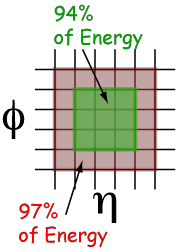 94%
of Energy
ϕ
97%
of Energy
η